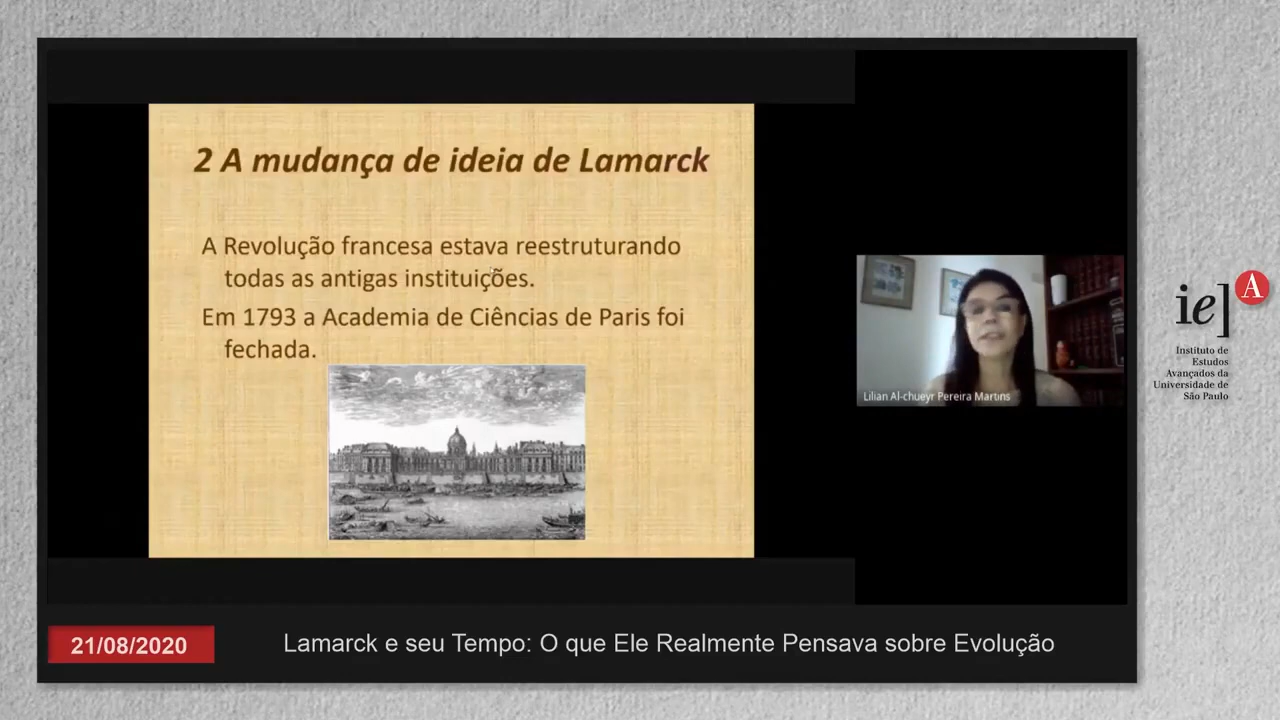 2 A mudança de ideia de Lamarck
A Revolução francesa estava reestruturando
todas as antigas instituições.
Em 1793 a Academia de Ciências de Paris foi
fechada.
Lilian Al-chueyr Pereira Martins
iea]
A
Instituto de
Estudos
Avançados da
Universidade de
São Paulo
21/08/2020
Lamarck e seu Tempo: O que Ele Realmente Pensava sobre Evolução